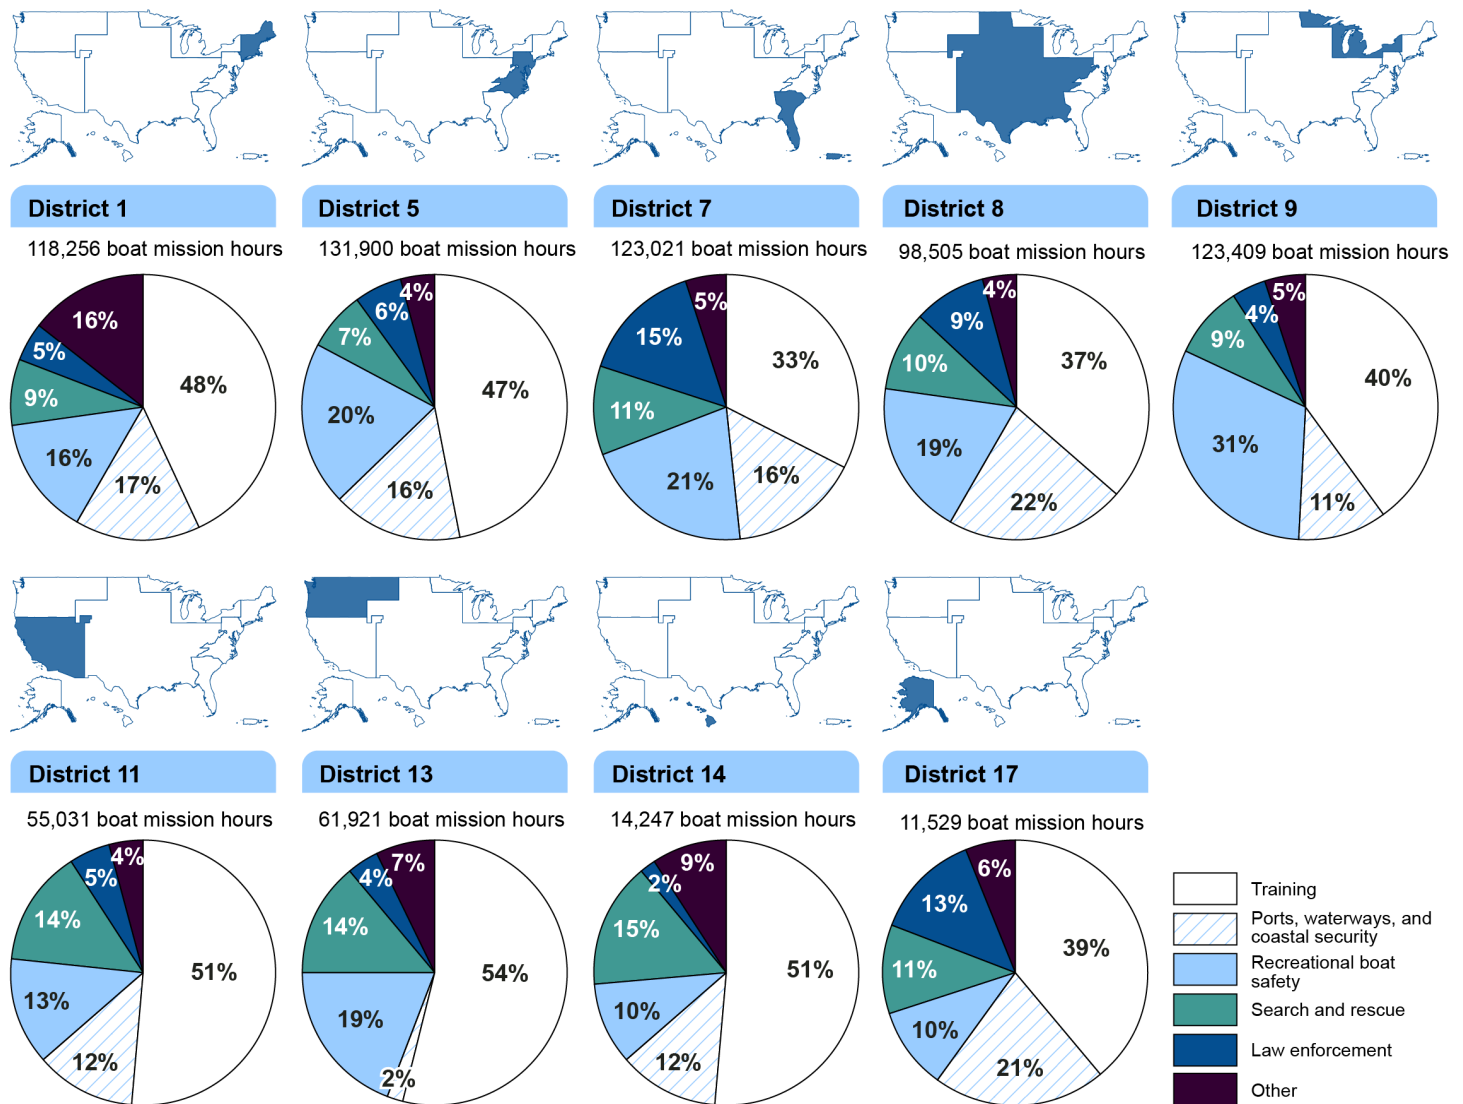 District 1
118,256 boat mission hours
16%
5%
9%
16%
17%
48%
District 5
131,900 boat mission hours
4%
6%
7%
20%
16%
47%
District 7
123,021 boat mission hours
5%
15%
11%
21%
16%
33%
District 8
98,505 boat mission hours
4%
9%
10%
19%
22%
37%
District 9
123,409 boat mission hours
5%
4%
9%
31%
11%
40%
District 11
55,031 boat mission hours
4%
5%
14%
13%
12%
51%
District 13
61,921 boat mission hours
7%
4%
14%
19%
2%
54%
District 14
14,247 boat mission hours
9%
2%
15%
10%
12%
51%
District 17
11,529 boat mission hours
6%
13%
11%
10%
21%
39%
Training
Ports, waterways, and
coastal security
Recreational boat
safety
Search and rescue
Law enforcement
Other